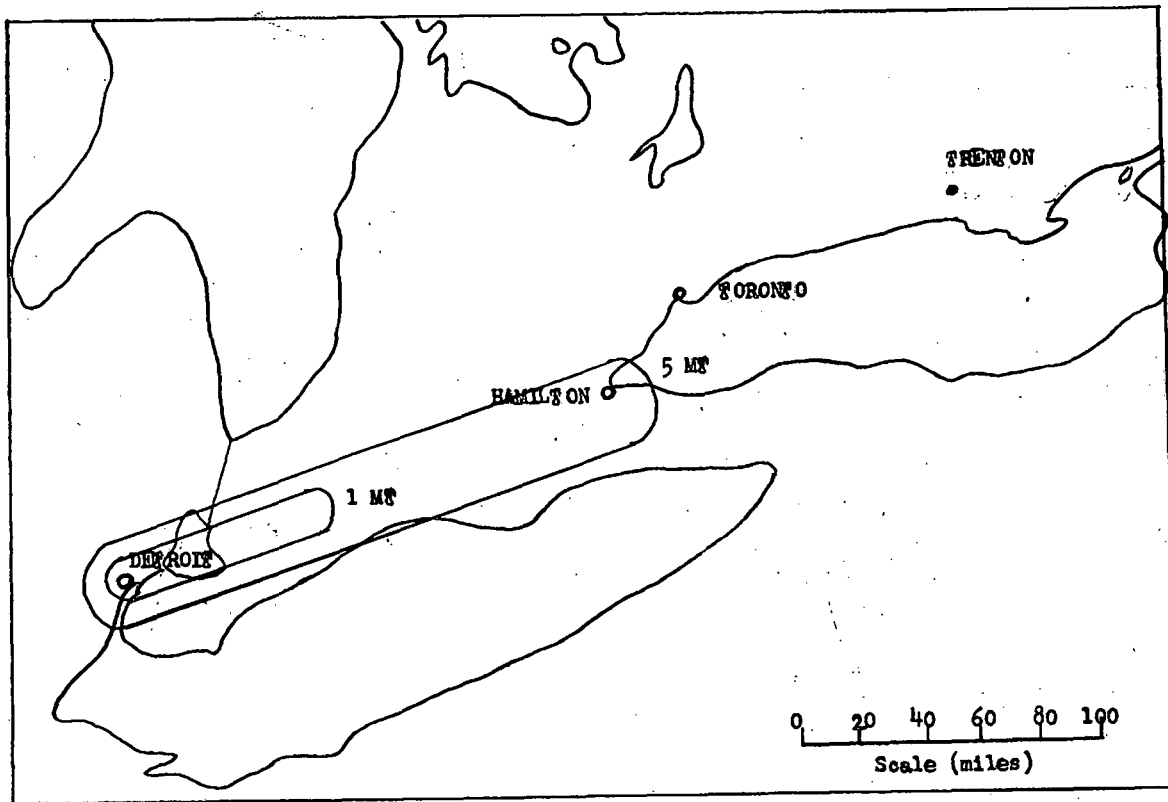 TRENTON
TORONTO
5 MT
HAMILTON
1 MT
DETROIT
0 20 40 60 80 100
Scale (miles)